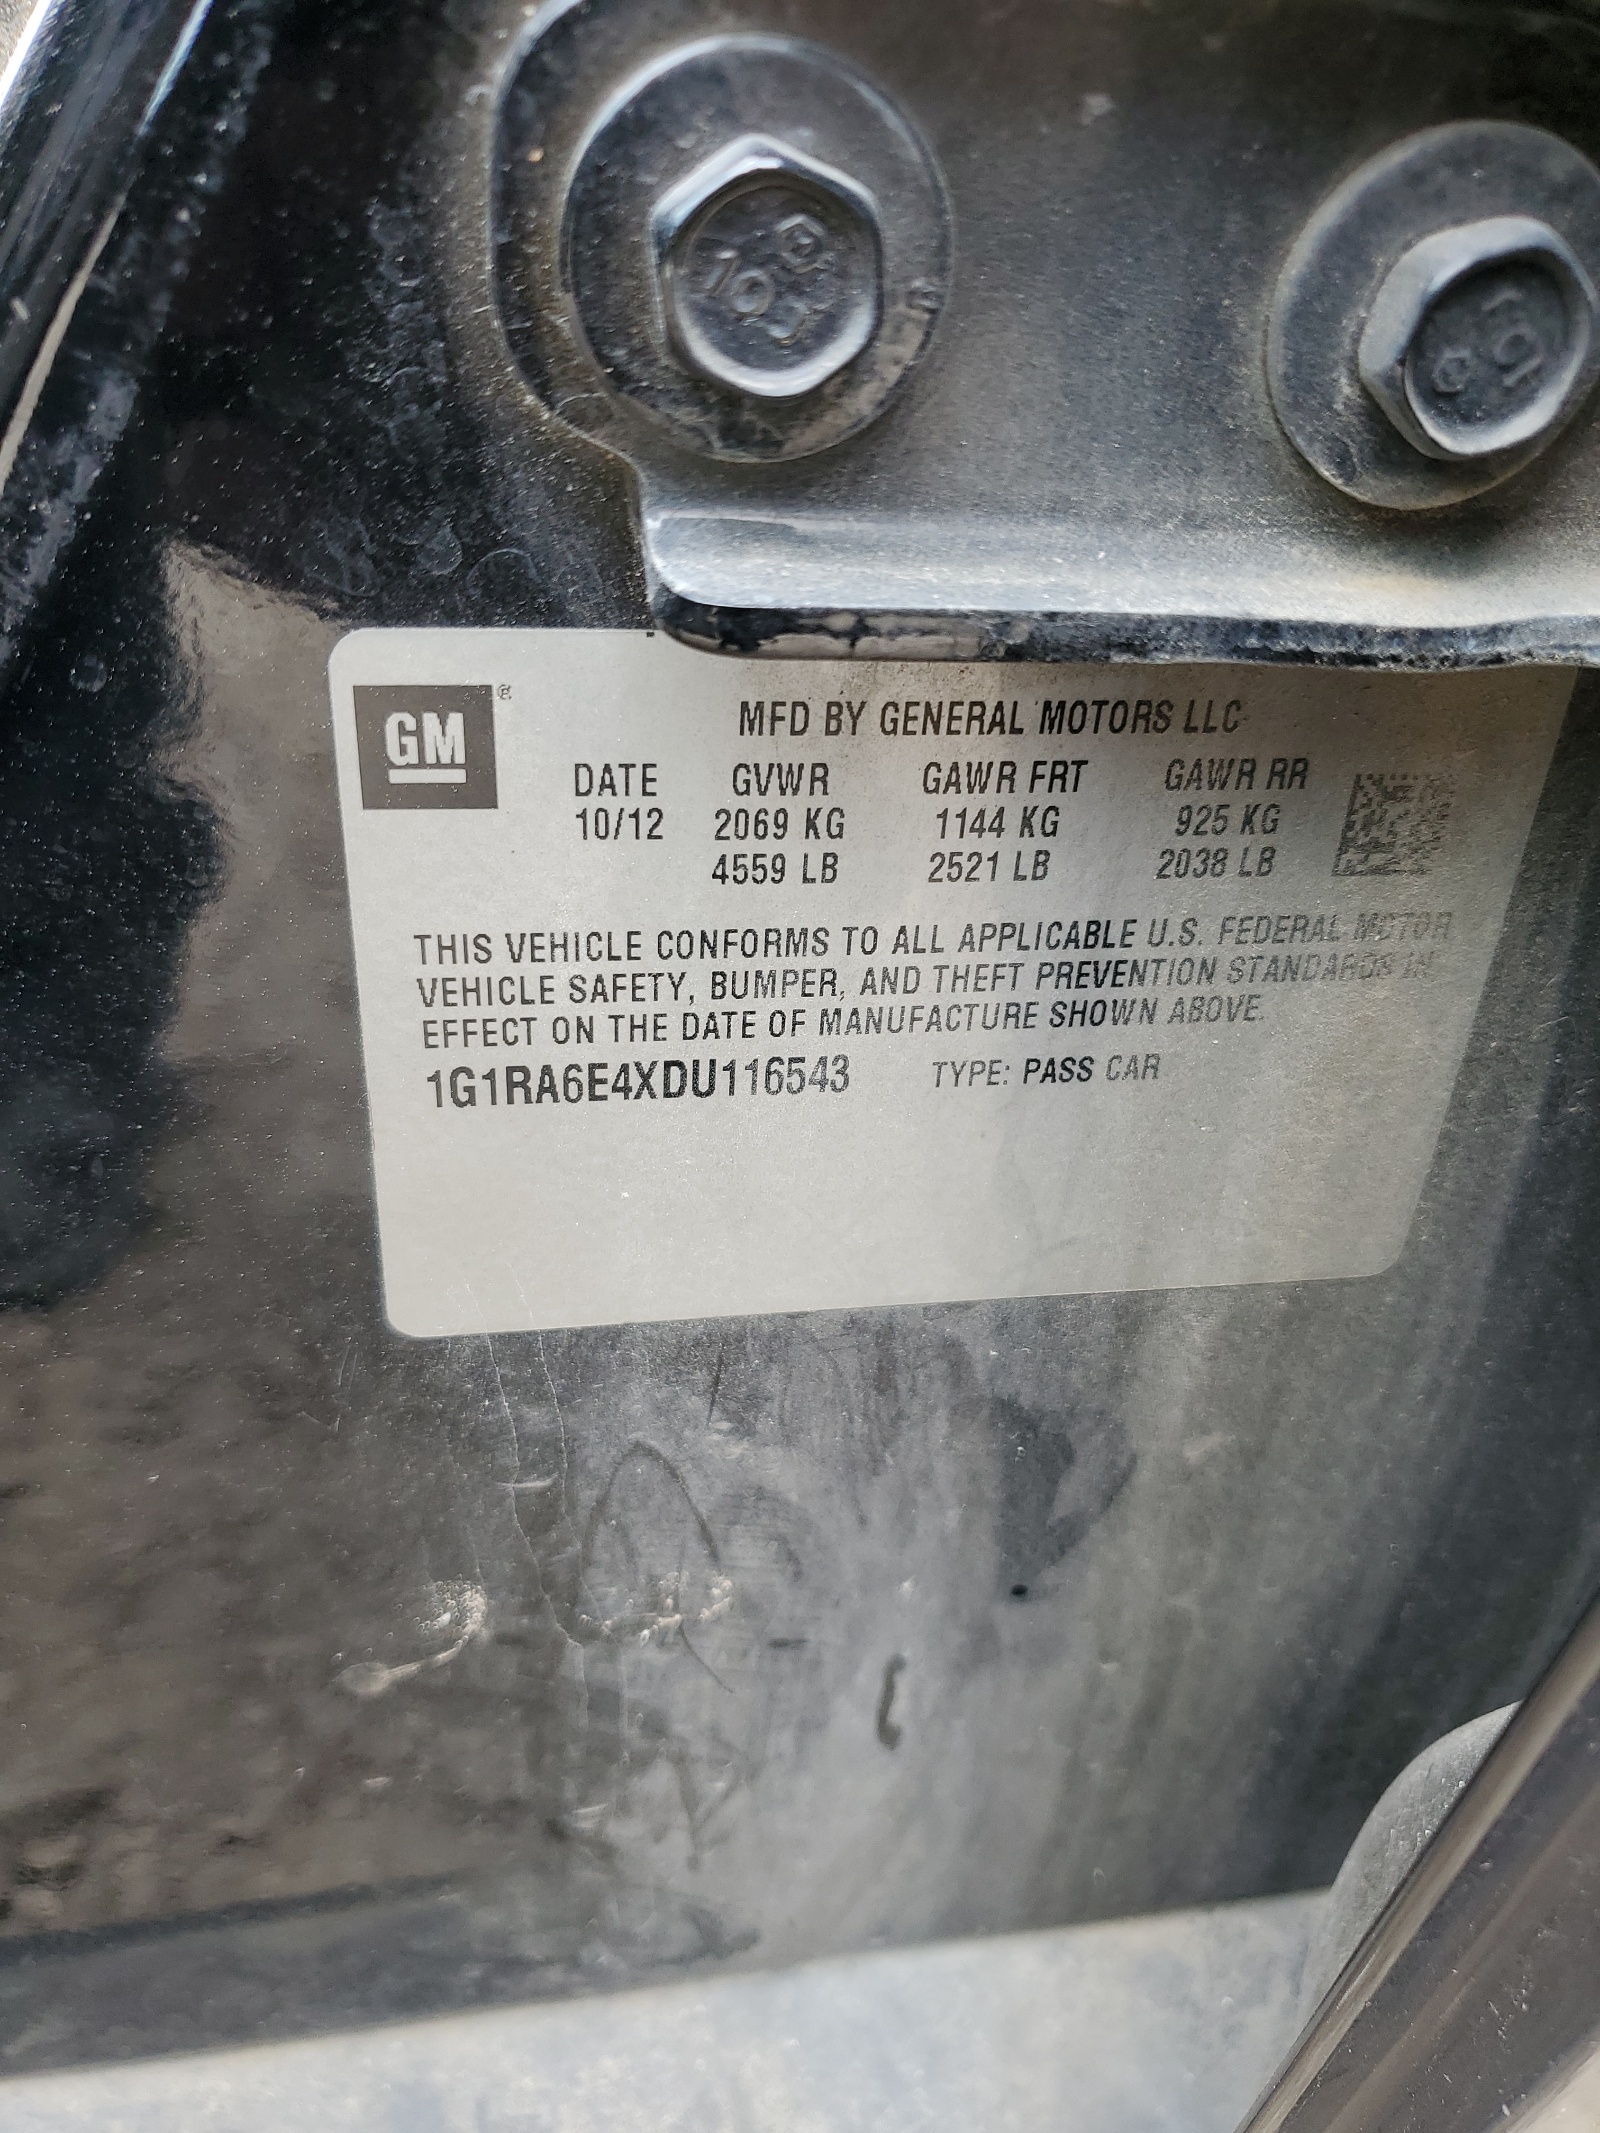 GM ®
MFD BY GENERAL MOTORS LLC
DATE GVWR GAWR FRT GAWR RR
10/12 2069 KG 1144 KG 925 KG
4559 LB 2521 LB 2038 LB
THIS VEHICLE CONFORMS TO ALL APPLICABLE U.S. FEDERAL MOTOR
VEHICLE SAFETY, BUMPER, AND THEFT PREVENTION STANDARDS IN
EFFECT ON THE DATE OF MANUFACTURE SHOWN ABOVE.
1G1RA6E4XDU116543 TYPE: PASS CAR